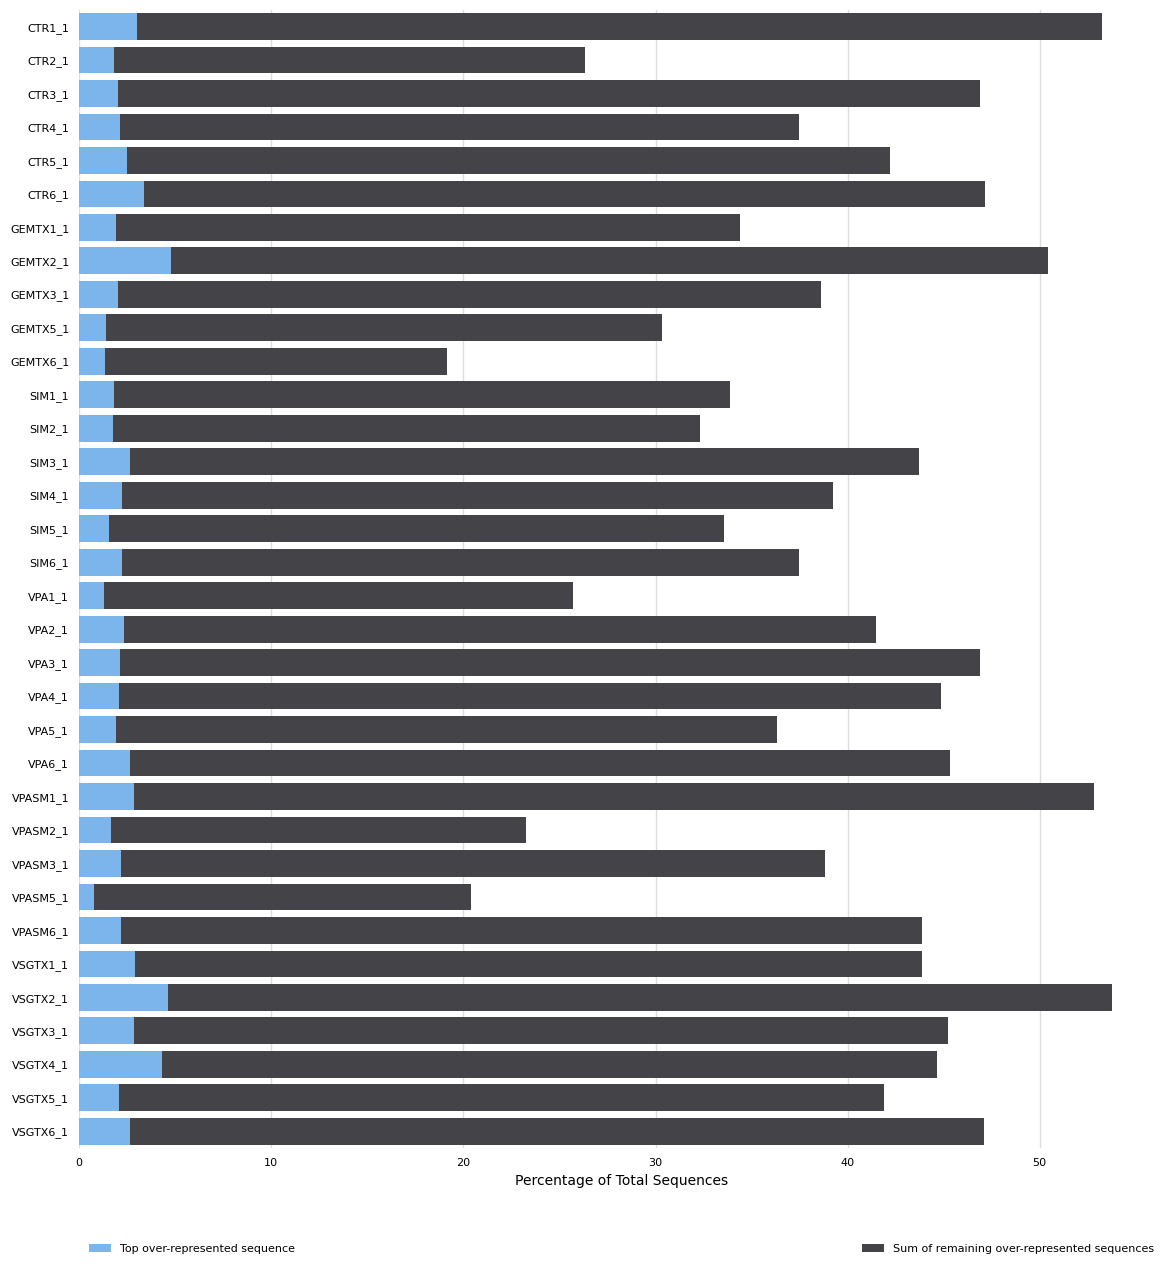 CTR1_1
CTR2_1
CTR3_1
CTR4_1
CTR5_1
CTR6_1
GEMTX1_1
GEMTX2_1
GEMTX3_1
GEMTX5_1
GEMTX6_1
SIM1_1
SIM2_1
SIM3_1
SIM4_1
SIM5_1
SIM6_1
VPA1_1
VPA2_1
VPA3_1
VPA4_1
VPA5_1
VPA6_1
VPASM1_1
VPASM2_1
VPASM3_1
VPASM5_1
VPASM6_1
VSGTX1_1
VSGTX2_1
VSGTX3_1
VSGTX4_1
VSGTX5_1
VSGTX6_1
0 10 20 30 40 50
Percentage of Total Sequences
Top over-represented sequence Sum of remaining over-represented sequences